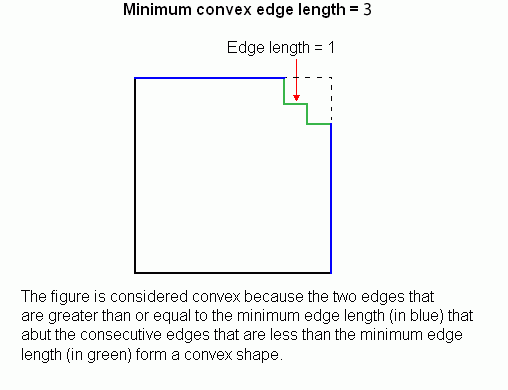 Minimum convex edge length = 3
Edge length = 1
The figure is considered convex because the two edges that
are greater than or equal to the minimum edge length (in blue) that
abut the consecutive edges that are less than the minimum edge
length (in green) form a convex shape.